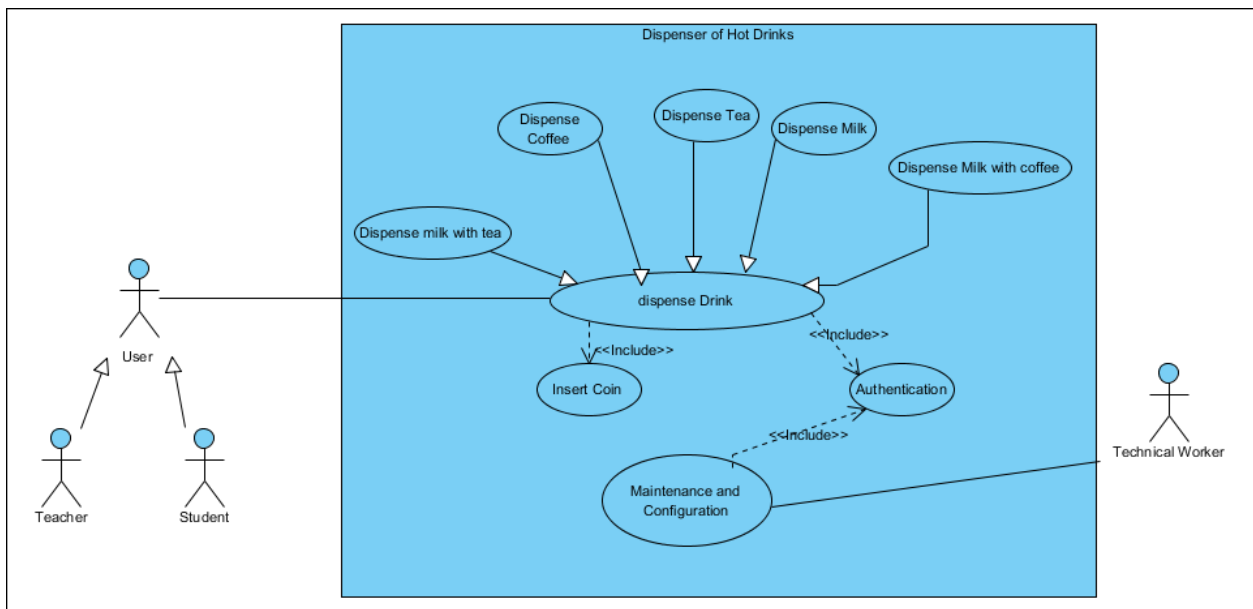 Dispenser of Hot Drinks
Dispense
Coffee
Dispense Tea
Dispense Milk
Dispense Milk with coffee
Dispense milk with tea
dispense Drink
User
<<Include>>
<<Include>>
Insert Coin
Authentication
<<Include>>
Technical Worker
Maintenance and
Configuration
Teacher
Student